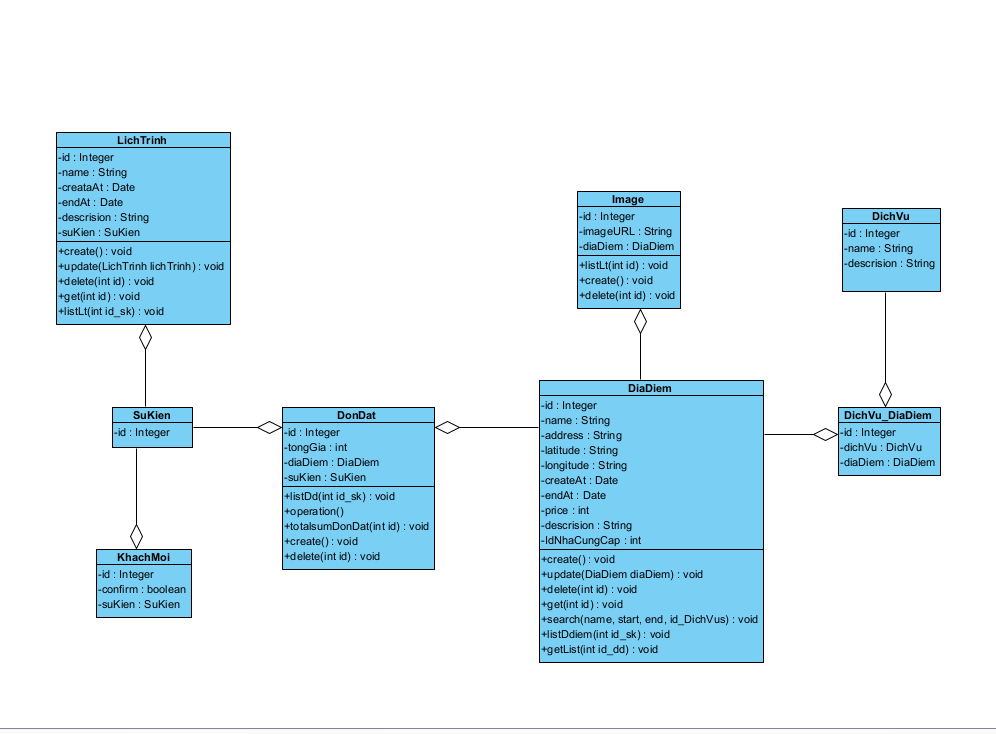 LichTrinh
-id : Integer
-name : String
-creataAt : Date
-endAt : Date
-descrision : String
-suKien : SuKien
+create() : void
+update(LichTrinh lichTrinh) : void
+delete(int id) : void
+get(int id) : void
+listLt(int id_sk) : void
Image
-id : Integer
-imageURL : String
-diaDiem : DiaDiem
+listLt(int id) : void
+create() : void
+delete(int id) : void
DichVu
-id : Integer
-name : String
-descrision : String
SuKien
-id : Integer
DonDat
-id : Integer
-tongGia : int
-diaDiem : DiaDiem
-suKien : SuKien
+listDd(int id_sk) : void
+operation()
+totalsumDonDat(int id) : void
+create() : void
+delete(int id) : void
DiaDiem
-id : Integer
-name : String
-address : String
-latitude : String
-longitude : String
-createAt : Date
-endAt : Date
-price : int
-descrision : String
-IdNhaCungCap : int
+create() : void
+update(DiaDiem diaDiem) : void
+delete(int id) : void
+get(int id) : void
+search(name, start, end, id_DichVus) : void
+listDdiem(int id_sk) : void
+getList(int id_dd) : void
DichVu_DiaDiem
-id : Integer
-dichVu : DichVu
-diaDiem : DiaDiem
KhachMoi
-id : Integer
-confirm : boolean
-suKien : SuKien